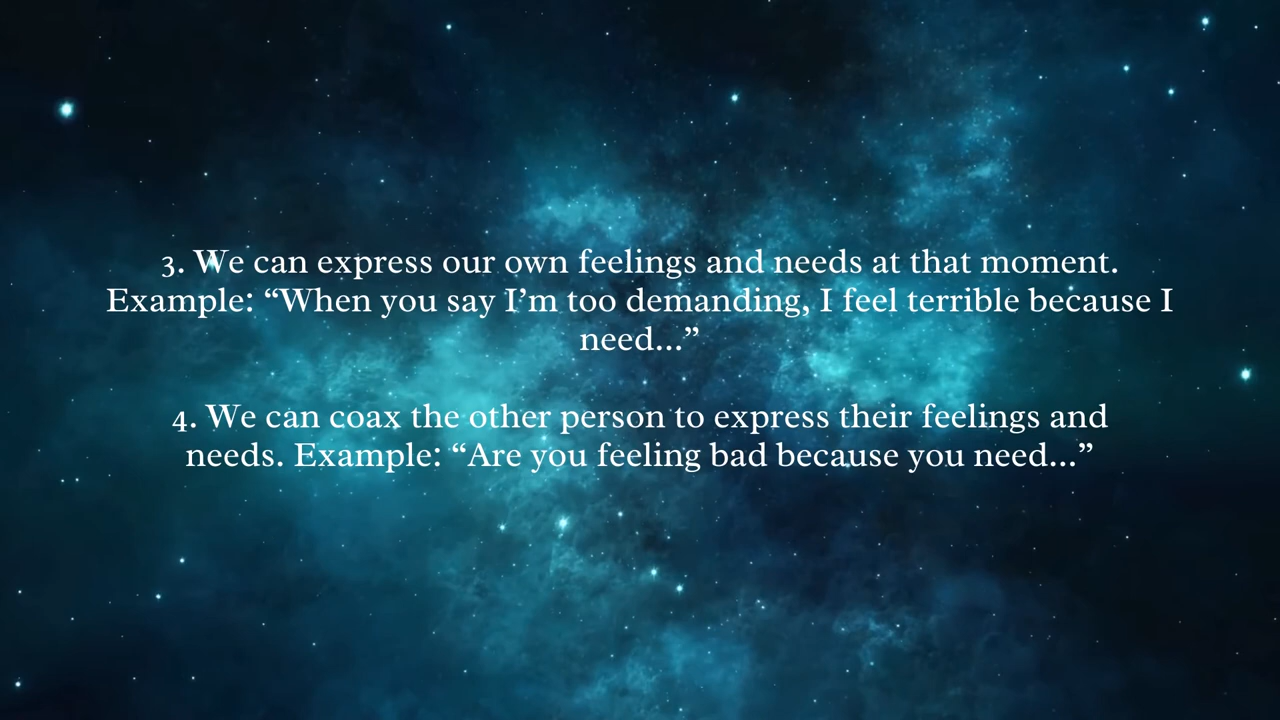 3. We can express our own feelings and needs at that moment.
Example: “When you say I’m too demanding, I feel terrible because I
need...”
4. We can coax the other person to express their feelings and
needs. Example: “Are you feeling bad because you need...”